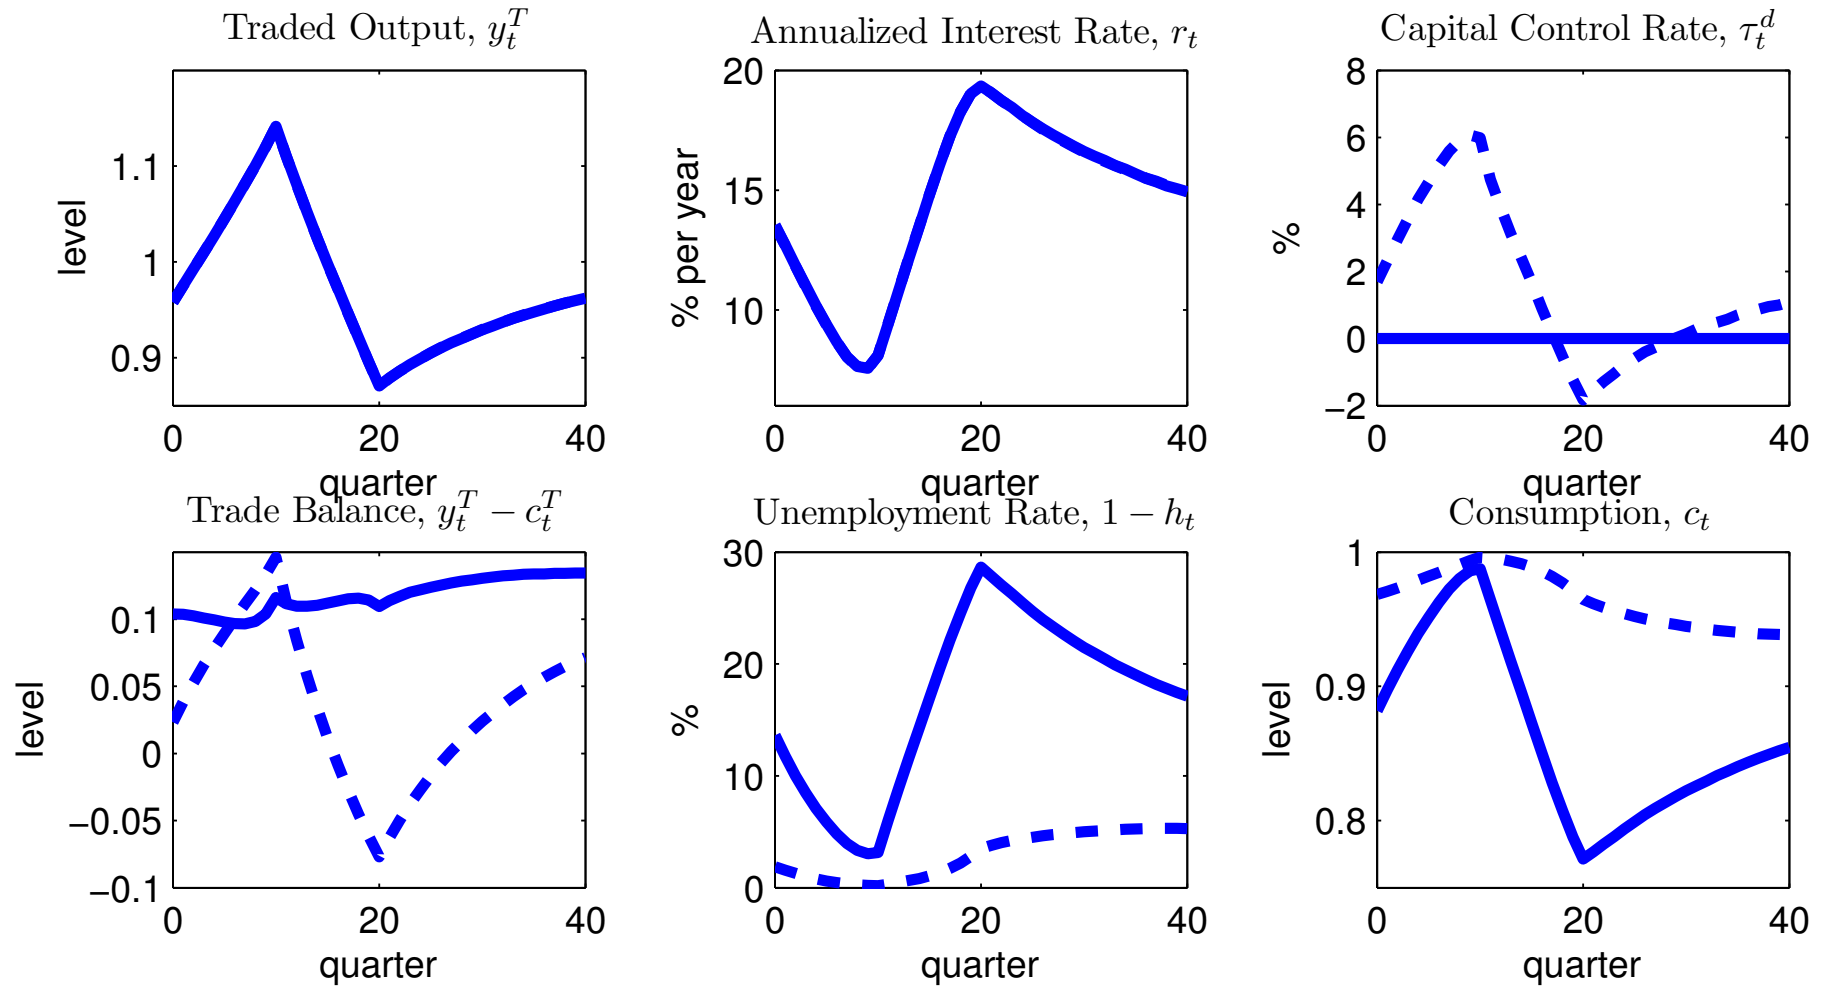 Traded Output, y_t^T
level
1.1
1
0.9
0 20 40
quarter
Annualized Interest Rate, r_t
% per year
20
15
10
0 20 40
quarter
Capital Control Rate, τ_t^d
%
8
6
4
2
0
−2
0 20 40
quarter
Trade Balance, y_t^T − c_t^T
level
0.1
0.05
0
−0.05
−0.1
0 20 40
quarter
Unemployment Rate, 1 − h_t
%
30
20
10
0
0 20 40
quarter
Consumption, c_t
level
1
0.9
0.8
0 20 40
quarter